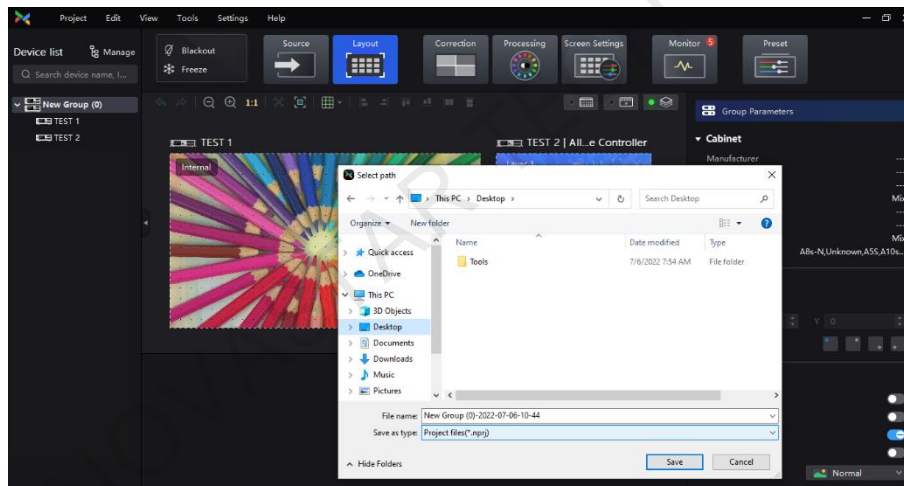 Project Edit View Tools Settings Help
Device list Manage
Search device name, I...
New Group (0)
TEST 1
TEST 2
Blackout
Freeze
Source
Layout
Correction
Processing
Screen Settings
Monitor 5
Preset
1:1
TEST 1
Internal
TEST 2 | All...e Controller
Group Parameters
Cabinet
Manufacturer
---
Mix
---
Mix
A8s-N,Unknown,A5S,A10s...
Y 0
Normal
Select path
This PC > Desktop >
Search Desktop
Organize New folder
Name Date modified Type
Tools 7/6/2022 7:54 AM File folder
Quick access
OneDrive
This PC
3D Objects
Desktop
Documents
Downloads
Music
Pictures
File name: New Group (0)-2022-07-06-10-44
Save as type: Project files(*.nprj)
Hide Folders
Save Cancel